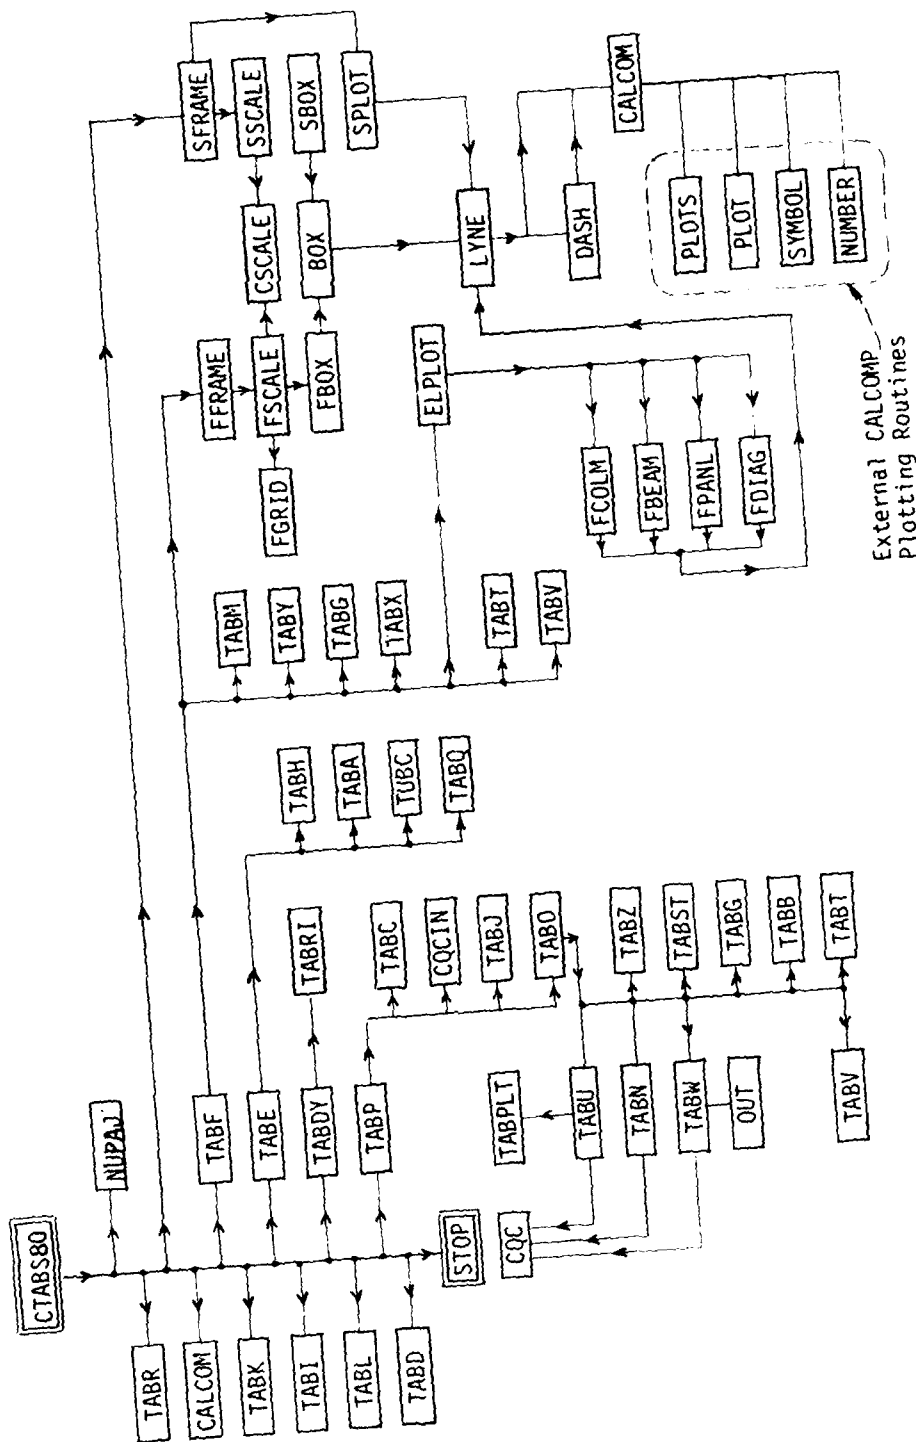 CTABS80
NUPAJ
TABR
CALCOM
TABK
TABI
TABL
TABD
STOP
TABF
TABE
TABDY
TABP
TABRI
TABH
TABA
TUBC
TABQ
TABC
CQCIN
TABJ
TABO
TABPLT
TABU
TABN
TABW
OUT
CQC
TABZ
TABST
TABG
TABB
TABT
TABV
TABM
TABY
TABG
TABX
TABT
TABV
FFRAME
FSCALE
FGRID
FBOX
CSCALE
BOX
SFRAME
SSCALE
SBOX
SPLOT
ELPLOT
FCOLM
FBEAM
FPANL
FDIAG
LYNE
DASH
CALCOM
PLOTS
PLOT
SYMBOL
NUMBER
External CALCOMP
Plotting Routines